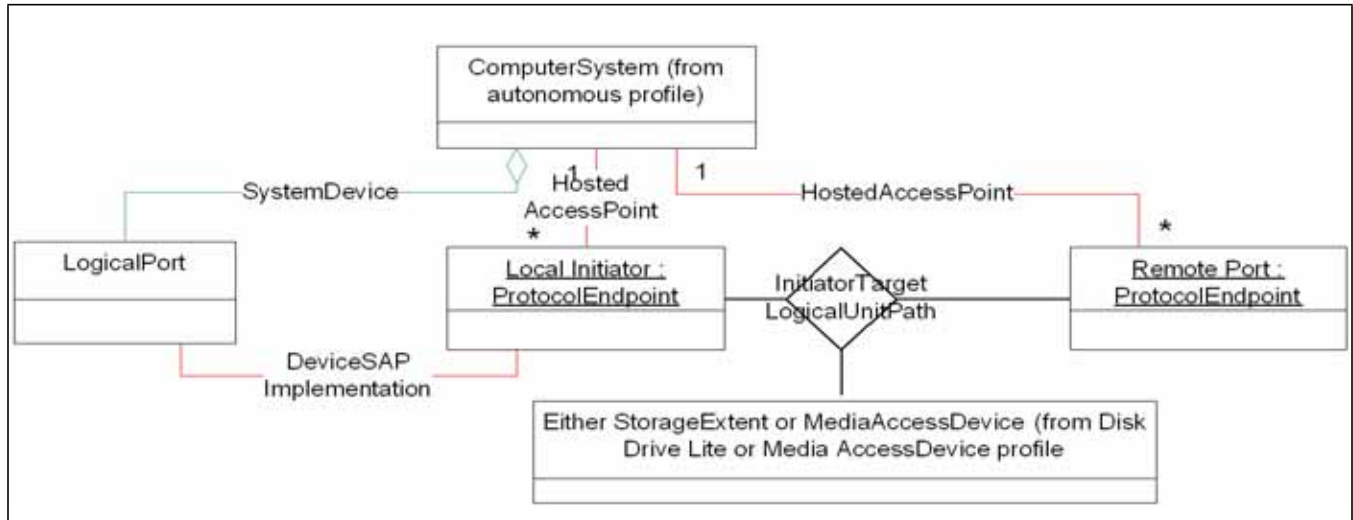 ComputerSystem (from
autonomous profile)
SystemDevice
1
Hosted
AccessPoint
*
1
HostedAccessPoint
*
LogicalPort
Local Initiator :
ProtocolEndpoint
InitiatorTarget
LogicalUnitPath
Remote Port :
ProtocolEndpoint
DeviceSAP
Implementation
Either StorageExtent or MediaAccessDevice (from Disk
Drive Lite or Media AccessDevice profile